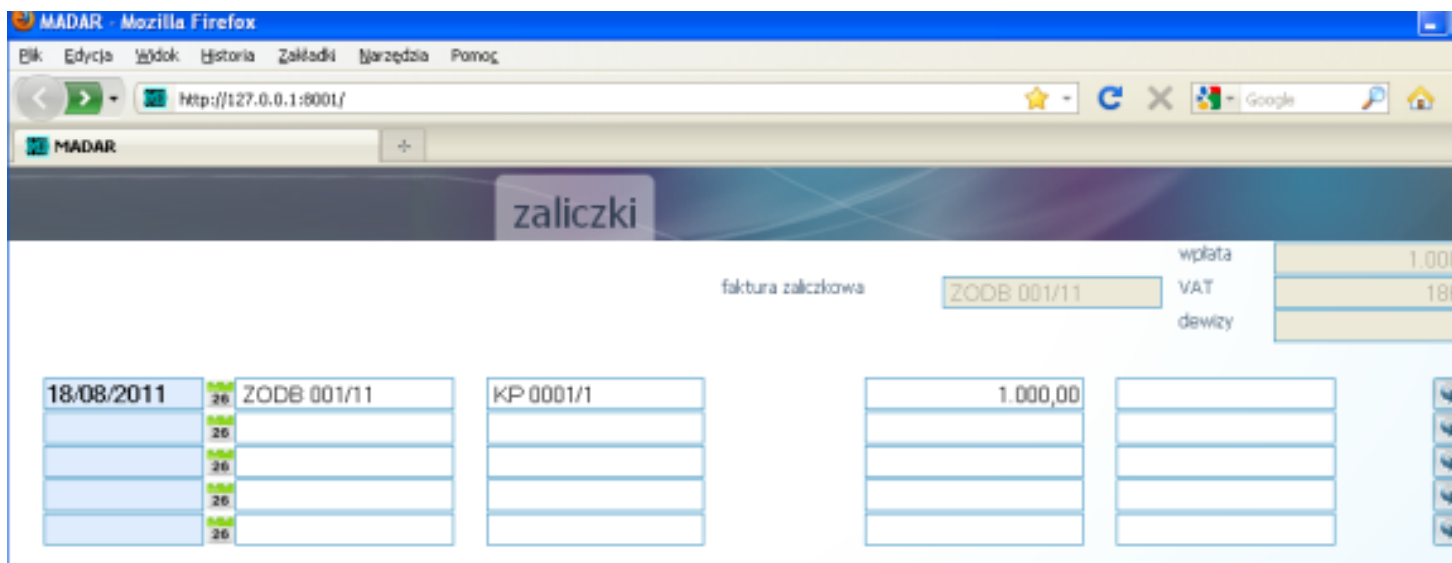 MADAR - Mozilla Firefox
Plik Edycja Widok Historia Zakładki Narzędzia Pomoc
http://127.0.0.1:8001/ Google
MADAR
zaliczki
wpłata
faktura zaliczkowa ZODB 001/11 VAT
dewizy
18/08/2011 26 ZODB 001/11 KP 0001/1 1.000,00
26
26
26
26